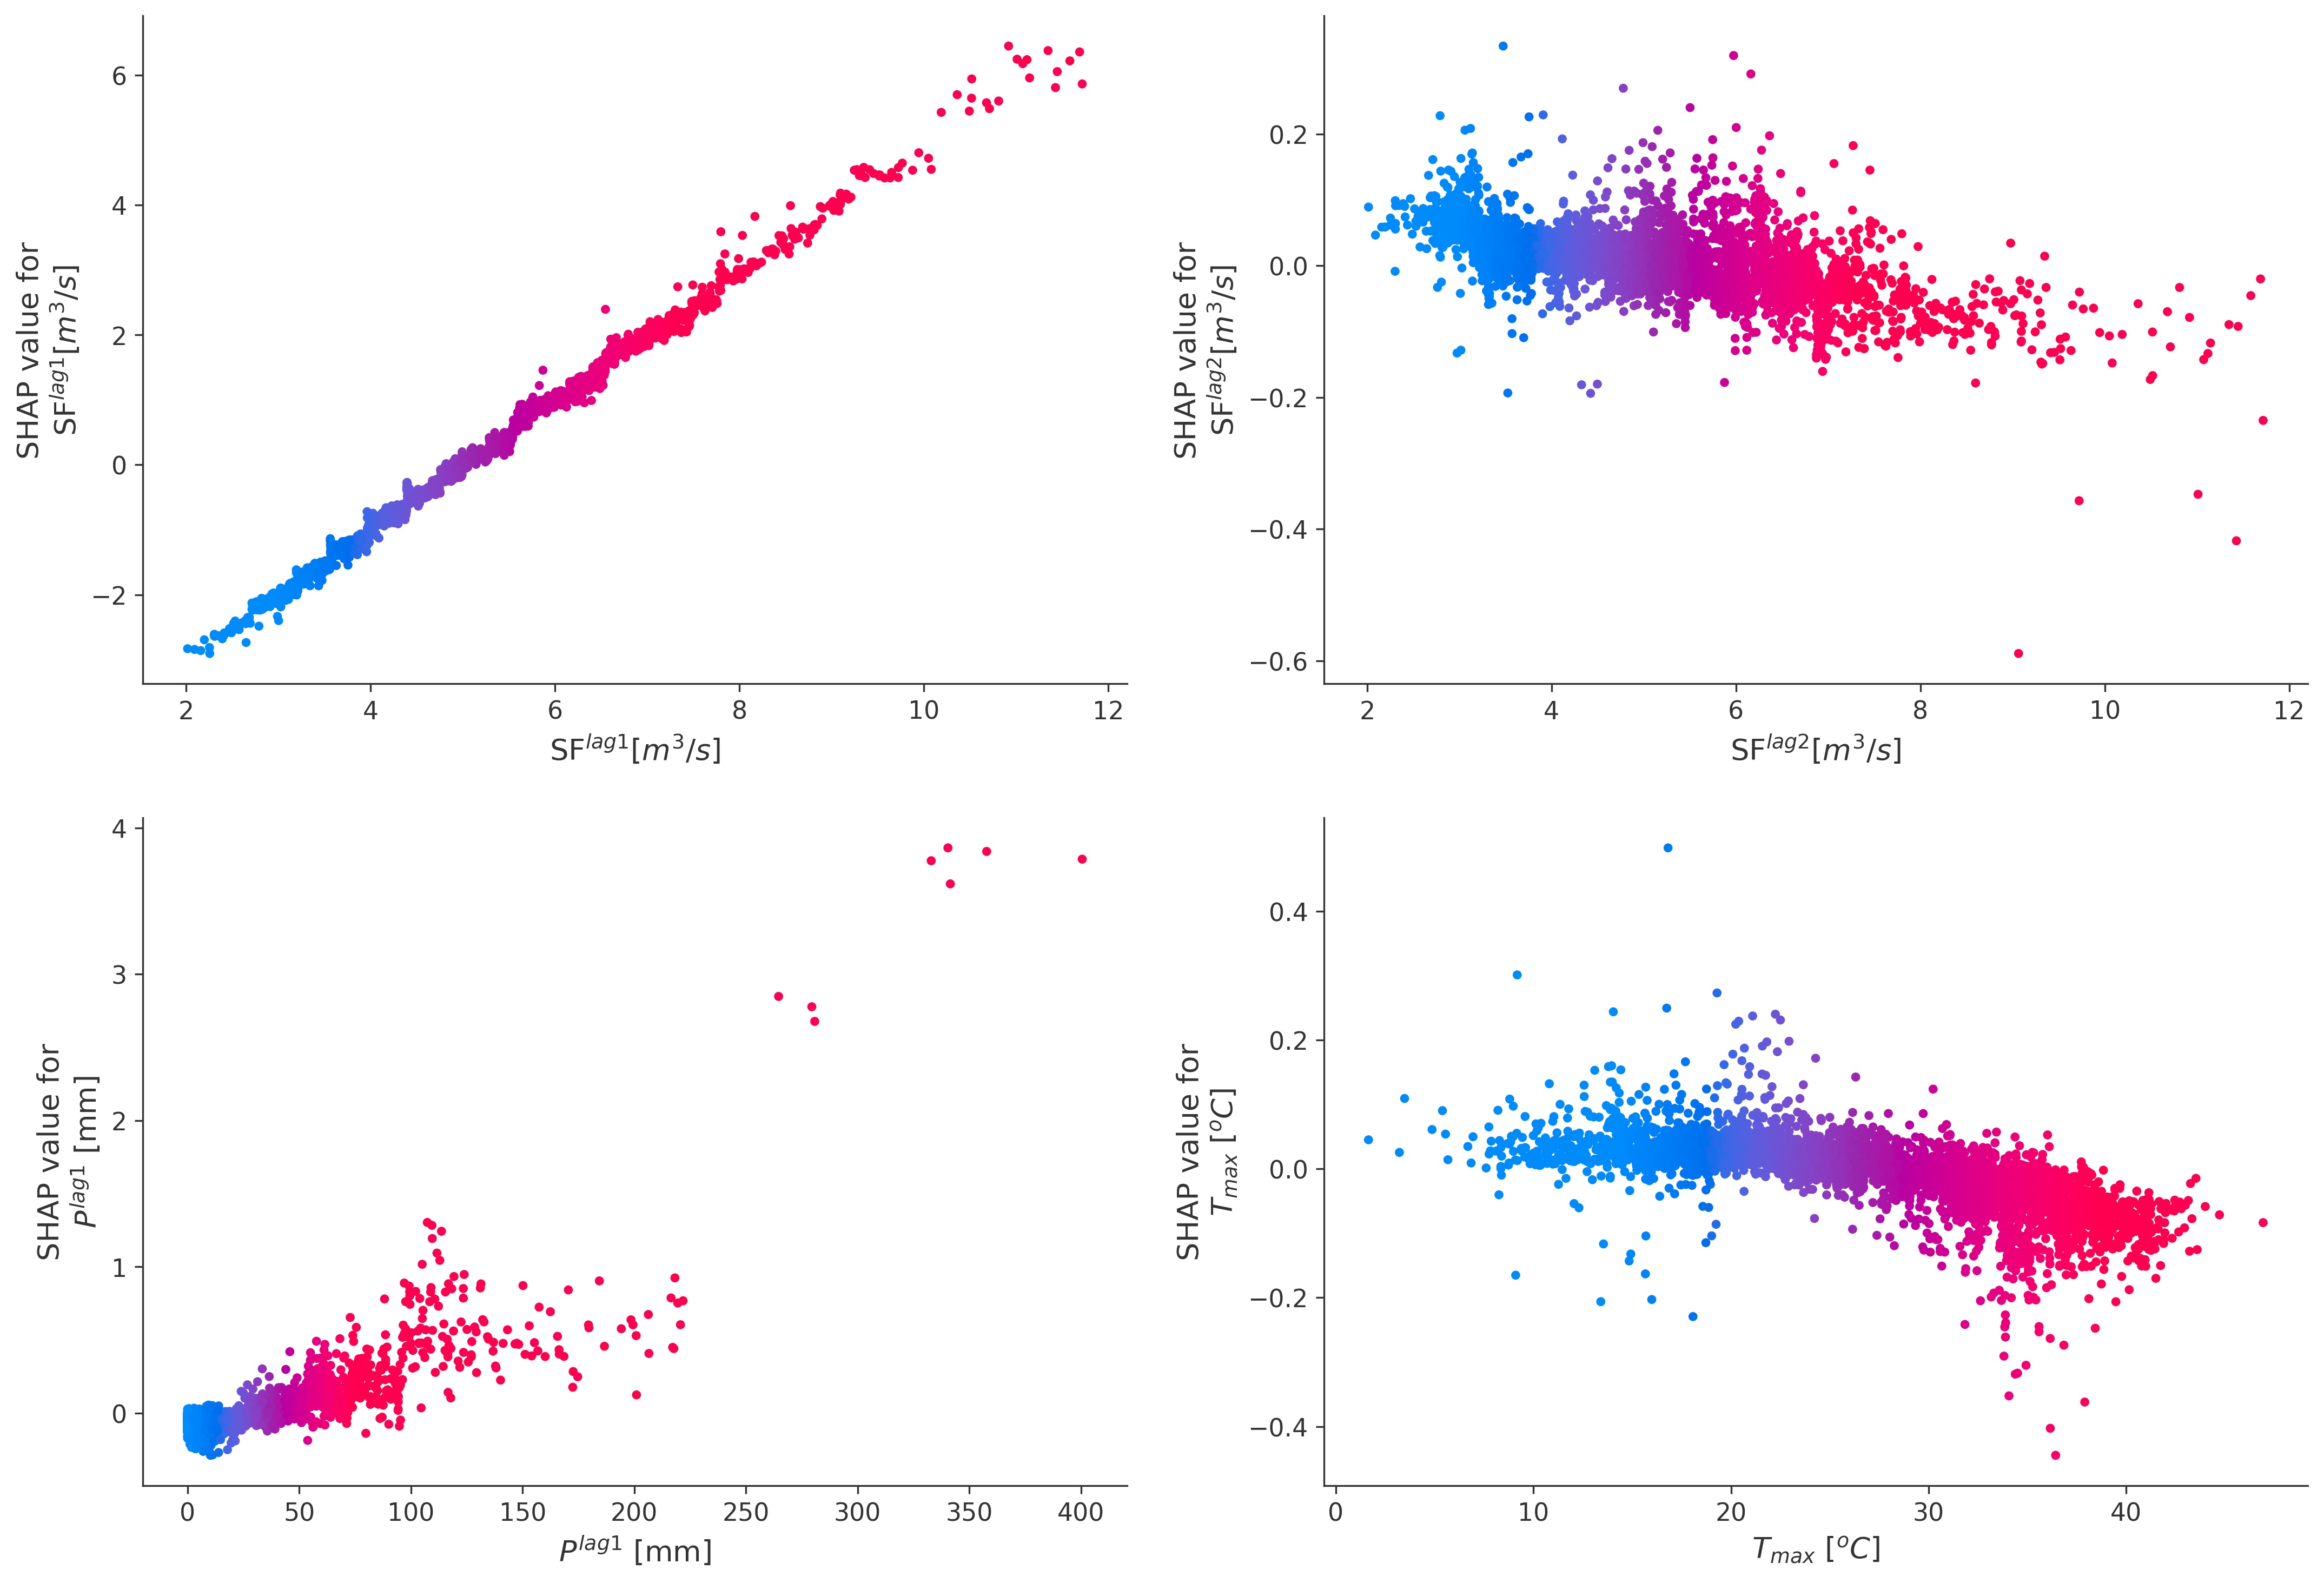 6
4
2
0
−2
SHAP value for
SF^{lag1}[m^3/s]
2 4 6 8 10 12
SF^{lag1}[m^3/s]
0.2
0.0
−0.2
−0.4
−0.6
SHAP value for
SF^{lag2}[m^3/s]
2 4 6 8 10 12
SF^{lag2}[m^3/s]
4
3
2
1
0
SHAP value for
P^{lag1} [mm]
0 50 100 150 200 250 300 350 400
P^{lag1} [mm]
0.4
0.2
0.0
−0.2
−0.4
SHAP value for
T_{max} [^oC]
0 10 20 30 40
T_{max} [^oC]